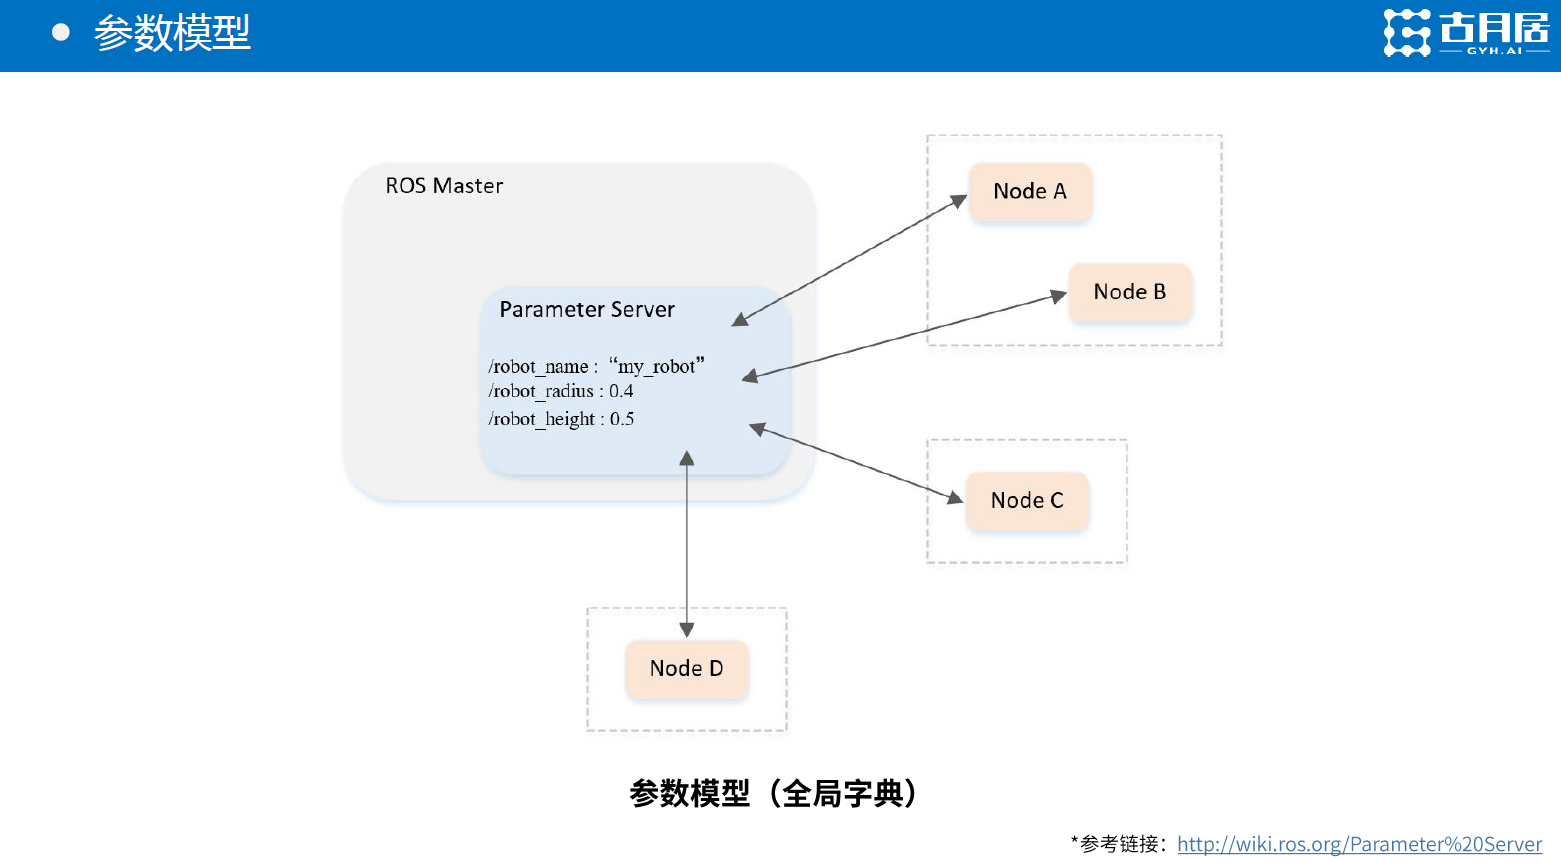 参数模型
古月居
GYH.AI
ROS Master
Node A
Node B
Parameter Server
/robot_name : “my_robot”
/robot_radius : 0.4
/robot_height : 0.5
Node C
Node D
参数模型（全局字典）
*参考链接：http://wiki.ros.org/Parameter%20Server